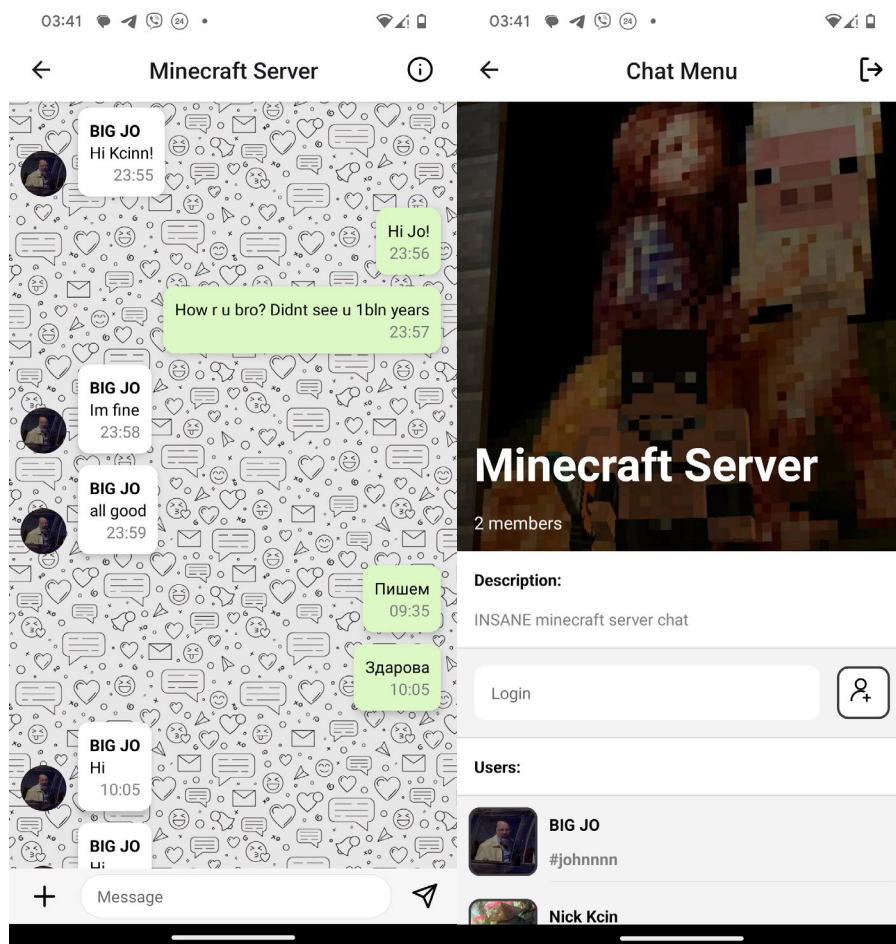 03:41
24
Minecraft Server
BIG JO
Hi Kcinn!
23:55
Hi Jo!
23:56
How r u bro? Didnt see u 1bln years
23:57
BIG JO
Im fine
23:58
BIG JO
all good
23:59
Пишем
09:35
Здарова
10:05
BIG JO
Hi
10:05
BIG JO
Hi
Message
03:41
24
Chat Menu
Minecraft Server
2 members
Description:
INSANE minecraft server chat
Login
Users:
BIG JO
#johnnnn
Nick Kcin